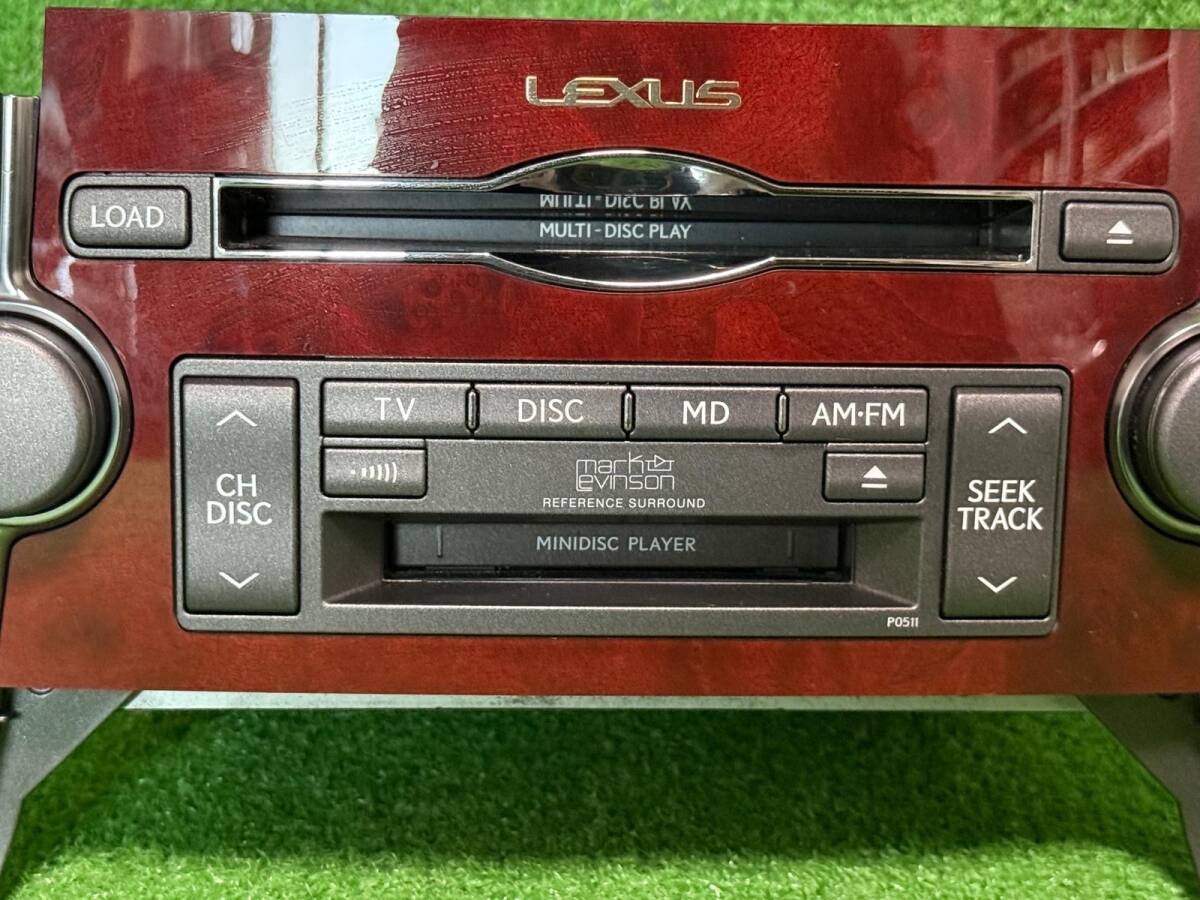 LEXUS
LOAD
MULTI-DISC PLAY
TV DISC MD AM·FM
CH
DISC
mark
Levinson
REFERENCE SURROUND
SEEK
TRACK
MINIDISC PLAYER
P0511